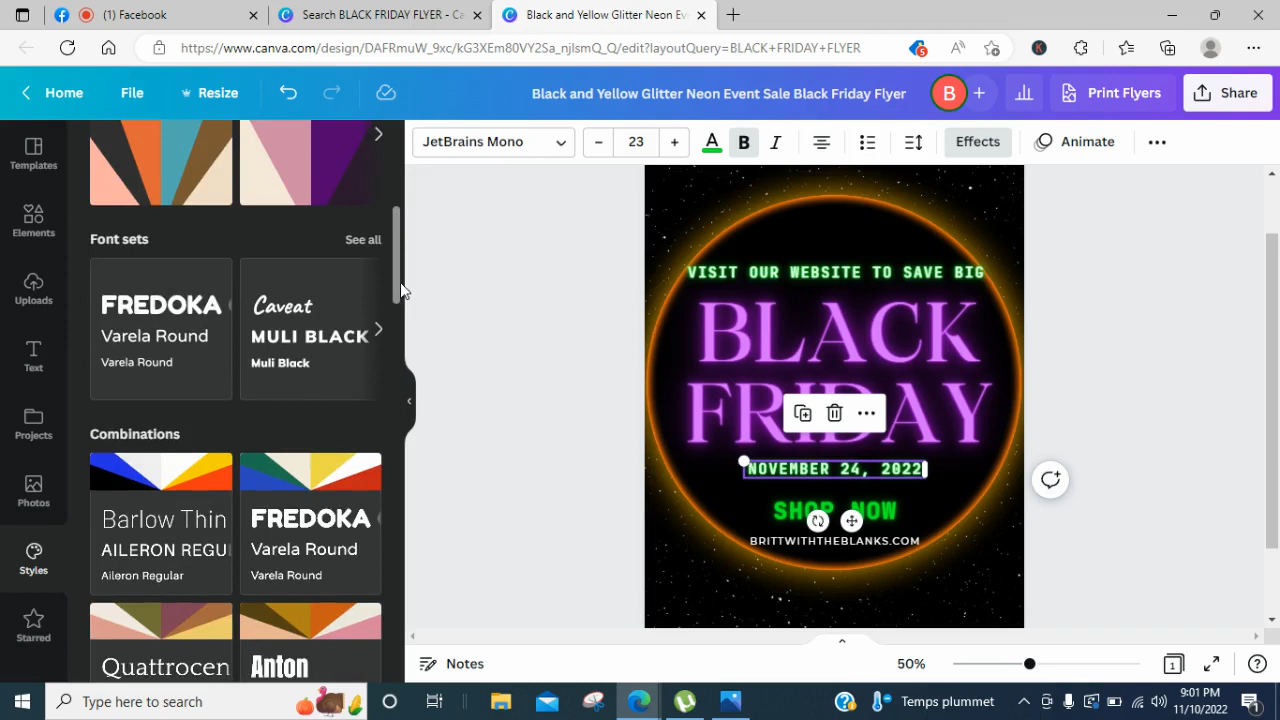 (1) Facebook
Search BLACK FRIDAY FLYER - Ca
Black and Yellow Glitter Neon Eve
https://www.canva.com/design/DAFRmuW_9xc/kG3XEm80VY2Sa_njlsmQ_Q/edit?layoutQuery=BLACK+FRIDAY+FLYER
5
K
Home
File
Resize
Black and Yellow Glitter Neon Event Sale Black Friday Flyer
B
Print Flyers
Share
JetBrains Mono
23
A
B
I
Effects
Animate
Templates
Elements
Uploads
Text
Projects
Photos
Styles
Starred
Font sets
See all
FREDOKA
Varela Round
Varela Round
Caveat
MULI BLACK
Muli Black
Combinations
Barlow Thin
AILERON REGU
Aileron Regular
FREDOKA
Varela Round
Varela Round
Quattrocen
Anton
VISIT OUR WEBSITE TO SAVE BIG
BLACK
FRIDAY
NOVEMBER 24, 2022
SHOP NOW
BRITTWITHTHEBLANKS.COM
Notes
50%
1
Type here to search
Temps plummet
9:01 PM
11/10/2022
1